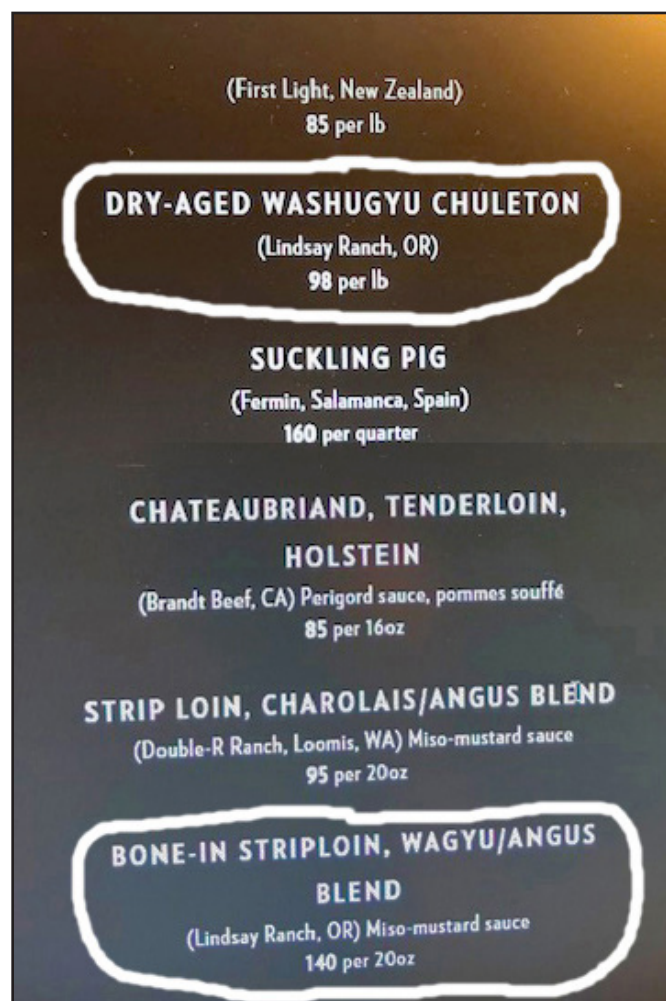 (First Light, New Zealand)
85 per lb
DRY-AGED WASHUGYU CHULETON
(Lindsay Ranch, OR)
98 per lb
SUCKLING PIG
(Fermin, Salamanca, Spain)
160 per quarter
CHATEAUBRIAND, TENDERLOIN,
HOLSTEIN
(Brandt Beef, CA) Perigord sauce, pommes souffé
85 per 16oz
STRIP LOIN, CHAROLAIS/ANGUS BLEND
(Double-R Ranch, Loomis, WA) Miso-mustard sauce
95 per 20oz
BONE-IN STRIPLOIN, WAGYU/ANGUS
BLEND
(Lindsay Ranch, OR) Miso-mustard sauce
140 per 20oz